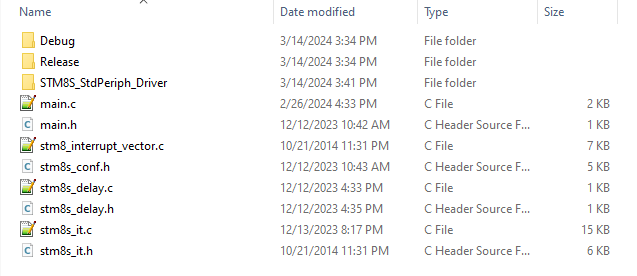 Name Date modified Type Size
Debug 3/14/2024 3:34 PM File folder
Release 3/14/2024 3:34 PM File folder
STM8S_StdPeriph_Driver 3/14/2024 3:41 PM File folder
main.c 2/26/2024 4:33 PM C File 2 KB
main.h 12/12/2023 10:42 AM C Header Source F... 1 KB
stm8_interrupt_vector.c 10/21/2014 11:31 PM C File 7 KB
stm8s_conf.h 12/12/2023 10:43 AM C Header Source F... 5 KB
stm8s_delay.c 12/12/2023 4:33 PM C File 1 KB
stm8s_delay.h 12/12/2023 4:35 PM C Header Source F... 1 KB
stm8s_it.c 12/13/2023 8:17 PM C File 15 KB
stm8s_it.h 10/21/2014 11:31 PM C Header Source F... 6 KB